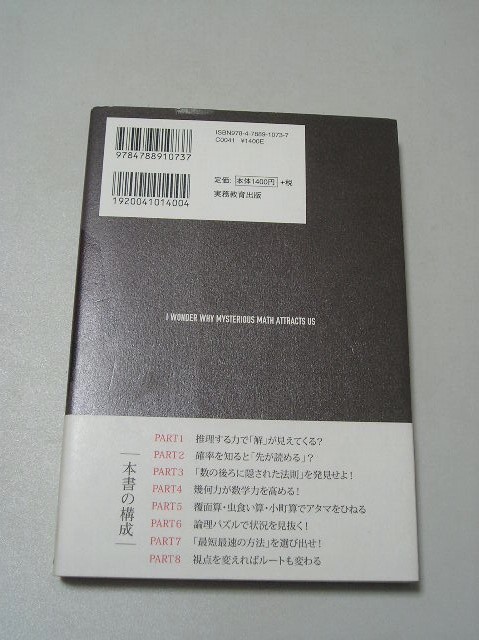 ISBN978-4-7889-1073-7
C0041 ¥1400E
9784788910737
定価: 本体1400円 +税
実務教育出版
1920041014004
I WONDER WHY MYSTERIOUS MATH ATTRACTS US
本書の構成
PART1 推理する力で「解」が見えてくる?
PART2 確率を知ると「先が読める」?
PART3 「数の後ろに隠された法則」を発見せよ!
PART4 幾何力が数学力を高める!
PART5 覆面算・虫食い算・小町算でアタマをひねる
PART6 論理パズルで状況を見抜く!
PART7 「最短最速の方法」を選び出せ!
PART8 視点を変えればルートも変わる